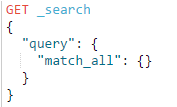 GET _search
{
  "query": {
    "match_all": {}
  }
}